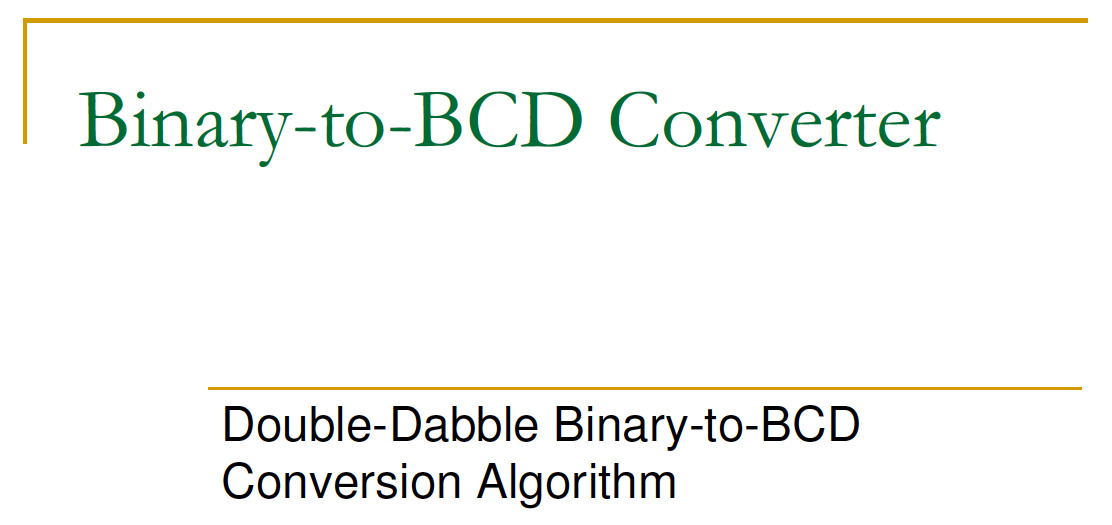 Binary-to-BCD Converter
Double-Dabble Binary-to-BCD
Conversion Algorithm